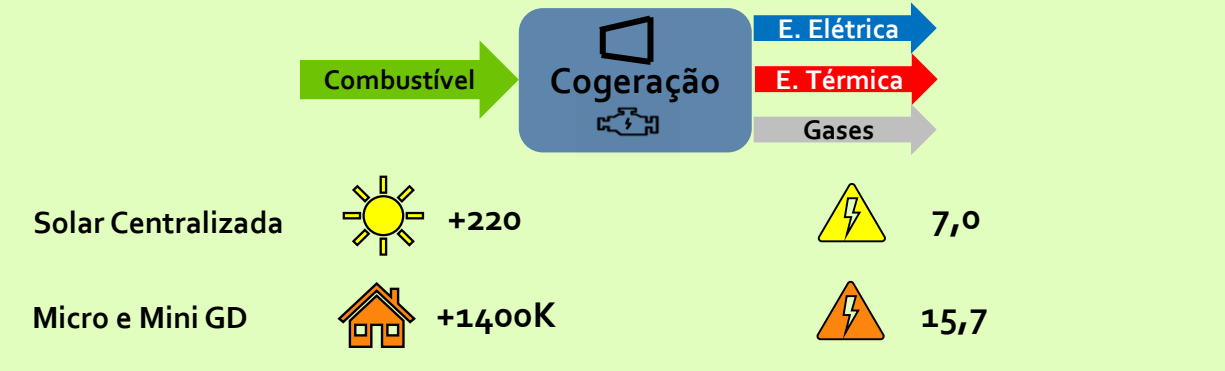 E. Elétrica
Combustível
Cogeração
E. Térmica
Gases
Solar Centralizada +220 7,0
Micro e Mini GD +1400K 15,7